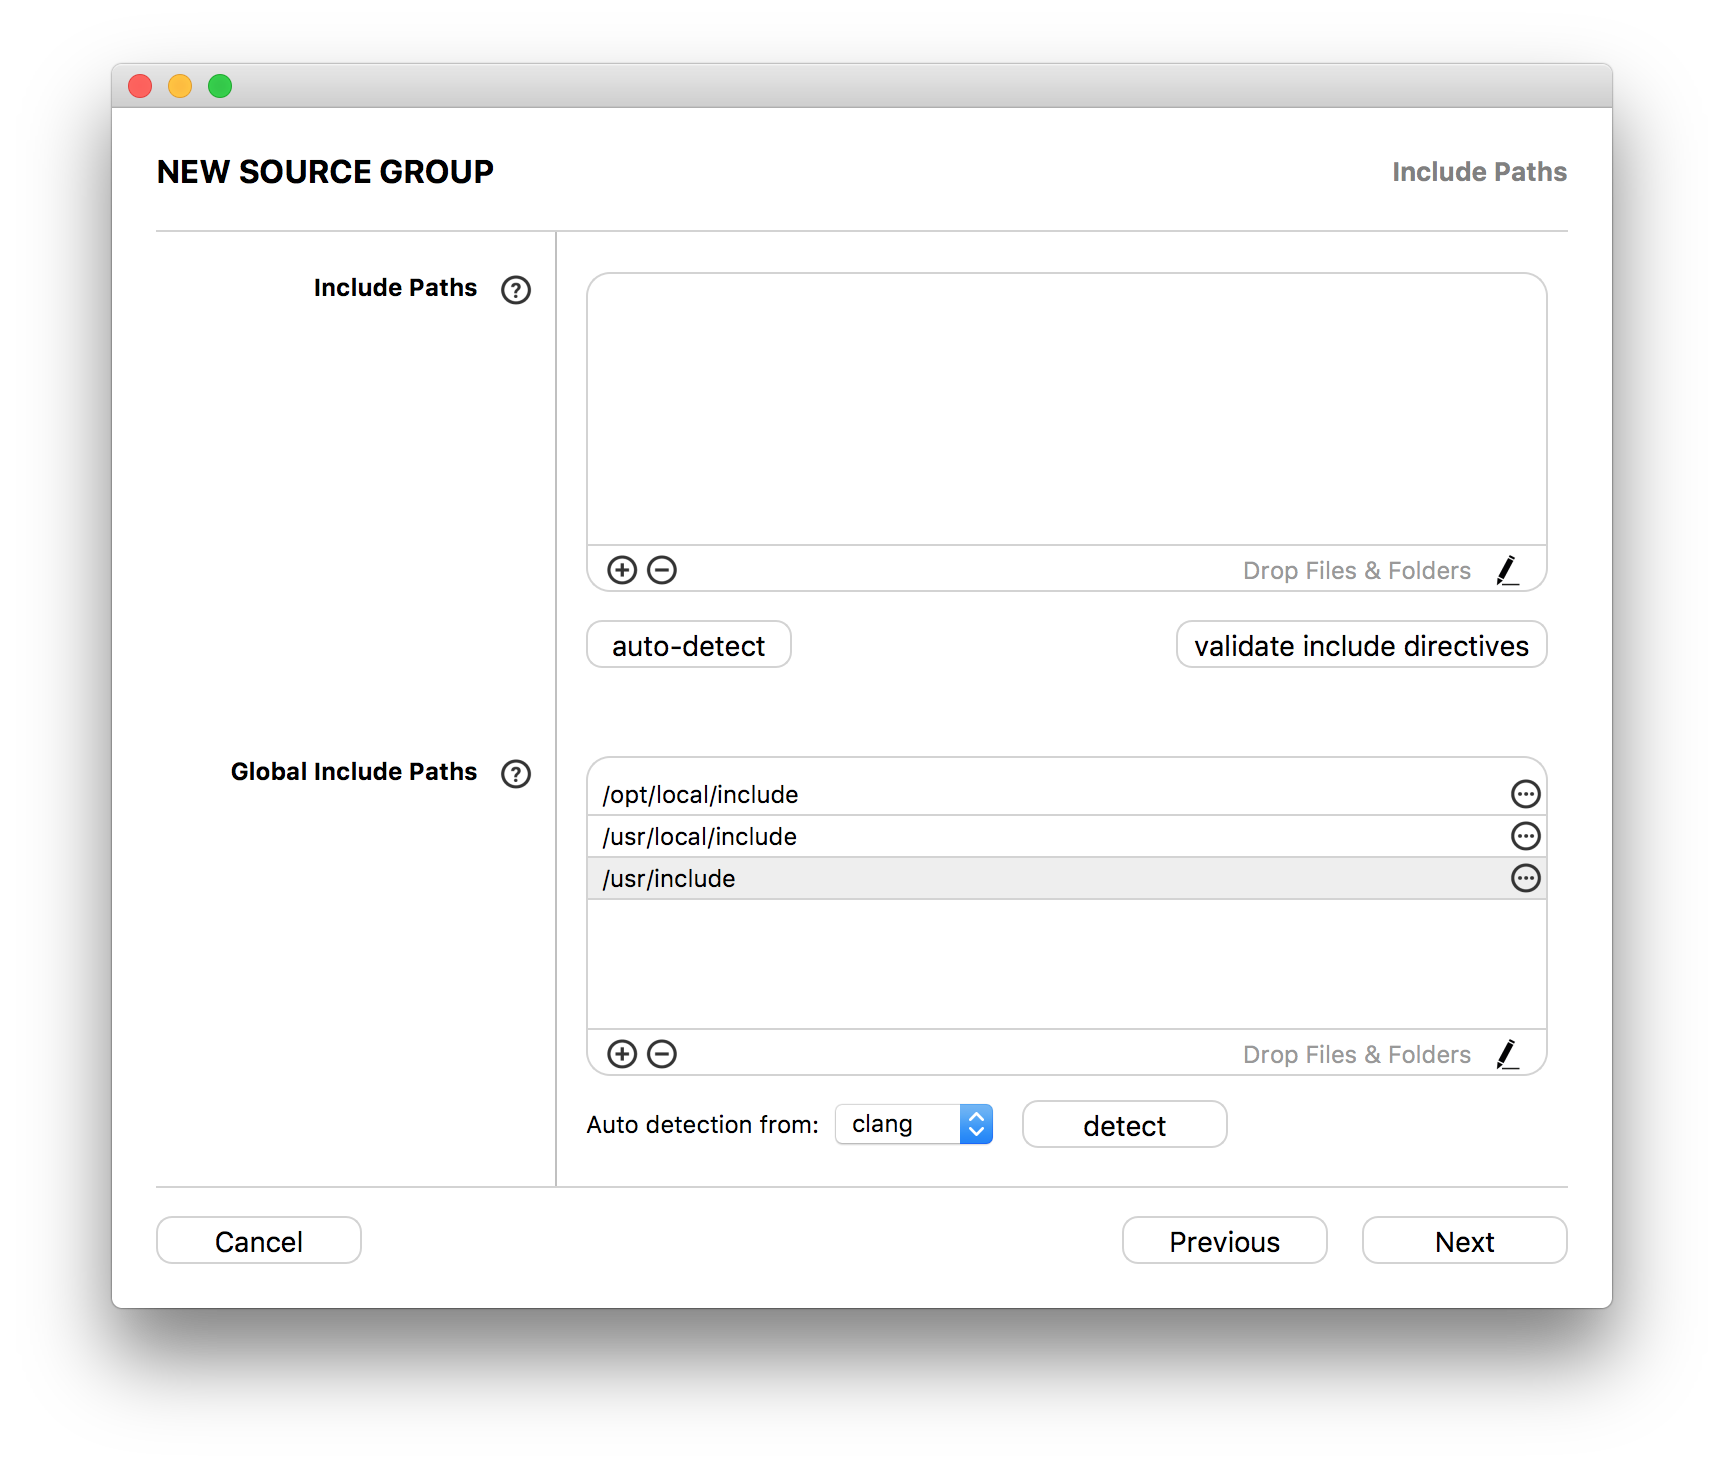 NEW SOURCE GROUP
Include Paths
Include Paths ?
Drop Files & Folders
auto-detect
validate include directives
Global Include Paths ?
/opt/local/include
/usr/local/include
/usr/include
Drop Files & Folders
Auto detection from: clang detect
Cancel
Previous
Next